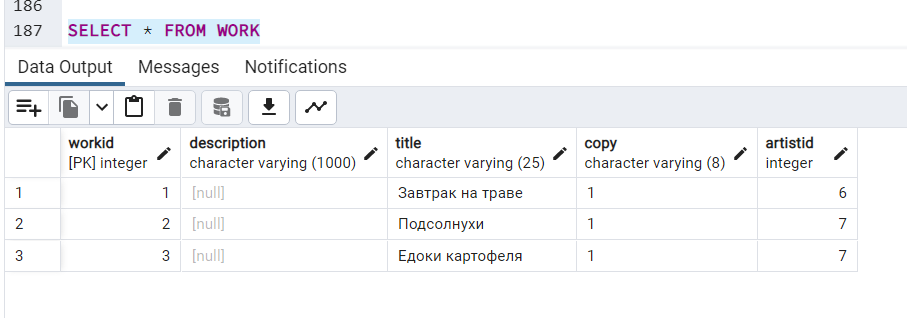 186
187 SELECT * FROM WORK
Data Output Messages Notifications
workid description title copy artistid
[PK] integer character varying (1000) character varying (25) character varying (8) integer
1 1 [null] Завтрак на траве 1 6
2 2 [null] Подсолнухи 1 7
3 3 [null] Едоки картофеля 1 7